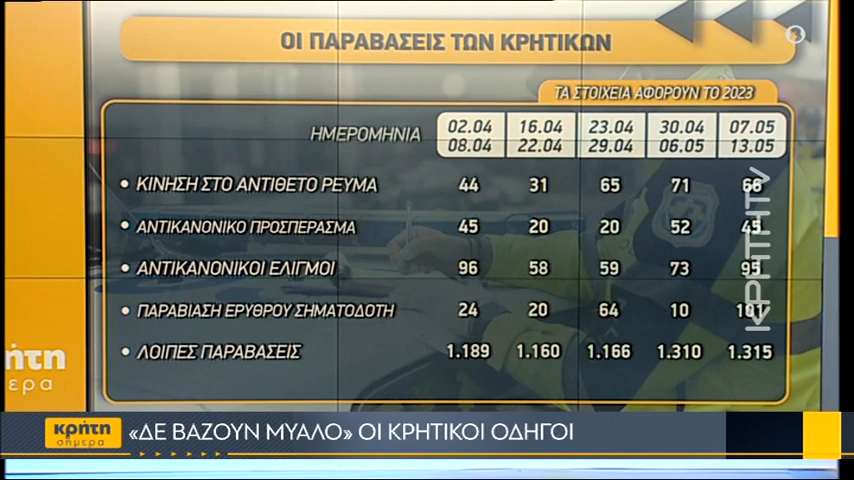 ΟΙ ΠΑΡΑΒΑΣΕΙΣ ΤΩΝ ΚΡΗΤΙΚΩΝ
ΤΑ ΣΤΟΙΧΕΙΑ ΑΦΟΡΟΥΝ ΤΟ 2023
ΗΜΕΡΟΜΗΝΙΑ 02.04 08.04 16.04 22.04 23.04 29.04 30.04 06.05 07.05 13.05
• ΚΙΝΗΣΗ ΣΤΟ ΑΝΤΙΘΕΤΟ ΡΕΥΜΑ 44 31 65 71 66
• ΑΝΤΙΚΑΝΟΝΙΚΟ ΠΡΟΣΠΕΡΑΣΜΑ 45 20 20 52 45
• ΑΝΤΙΚΑΝΟΝΙΚΟΙ ΕΛΙΓΜΟΙ 96 58 59 73 95
• ΠΑΡΑΒΙΑΣΗ ΕΡΥΘΡΟΥ ΣΗΜΑΤΟΔΟΤΗ 24 20 64 10 101
• ΛΟΙΠΕΣ ΠΑΡΑΒΑΣΕΙΣ 1.189 1.160 1.166 1.310 1.315
ΚΡΗΤΗTV
ήτη
ερα
κρήτη
σήμερα
«ΔΕ ΒΑΖΟΥΝ ΜΥΑΛΟ» ΟΙ ΚΡΗΤΙΚΟΙ ΟΔΗΓΟΙ